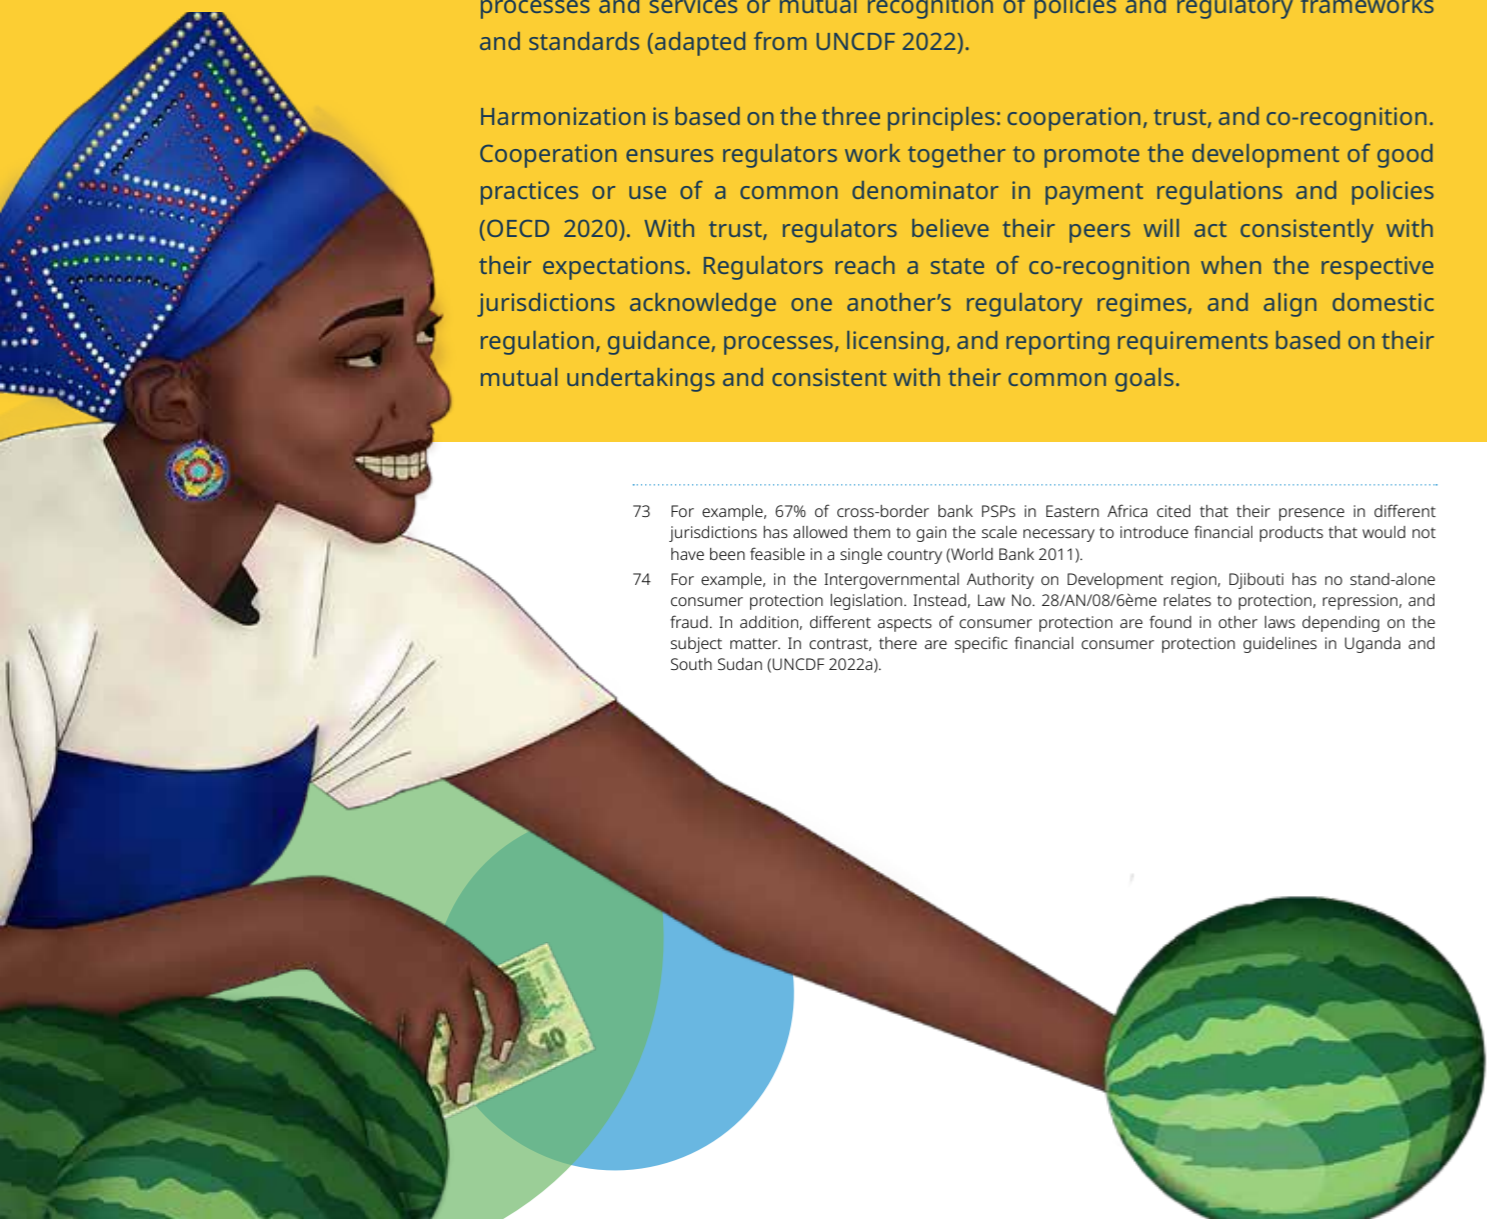 processes and services or mutual recognition of policies and regulatory frameworks
and standards (adapted from UNCDF 2022).
Harmonization is based on the three principles: cooperation, trust, and co-recognition.
Cooperation ensures regulators work together to promote the development of good
practices or use of a common denominator in payment regulations and policies
(OECD 2020). With trust, regulators believe their peers will act consistently with
their expectations. Regulators reach a state of co-recognition when the respective
jurisdictions acknowledge one another’s regulatory regimes, and align domestic
regulation, guidance, processes, licensing, and reporting requirements based on their
mutual undertakings and consistent with their common goals.
73 For example, 67% of cross-border bank PSPs in Eastern Africa cited that their presence in different
jurisdictions has allowed them to gain the scale necessary to introduce financial products that would not
have been feasible in a single country (World Bank 2011).
74 For example, in the Intergovernmental Authority on Development region, Djibouti has no stand-alone
consumer protection legislation. Instead, Law No. 28/AN/08/6ème relates to protection, repression, and
fraud. In addition, different aspects of consumer protection are found in other laws depending on the
subject matter. In contrast, there are specific financial consumer protection guidelines in Uganda and
South Sudan (UNCDF 2022a).
10